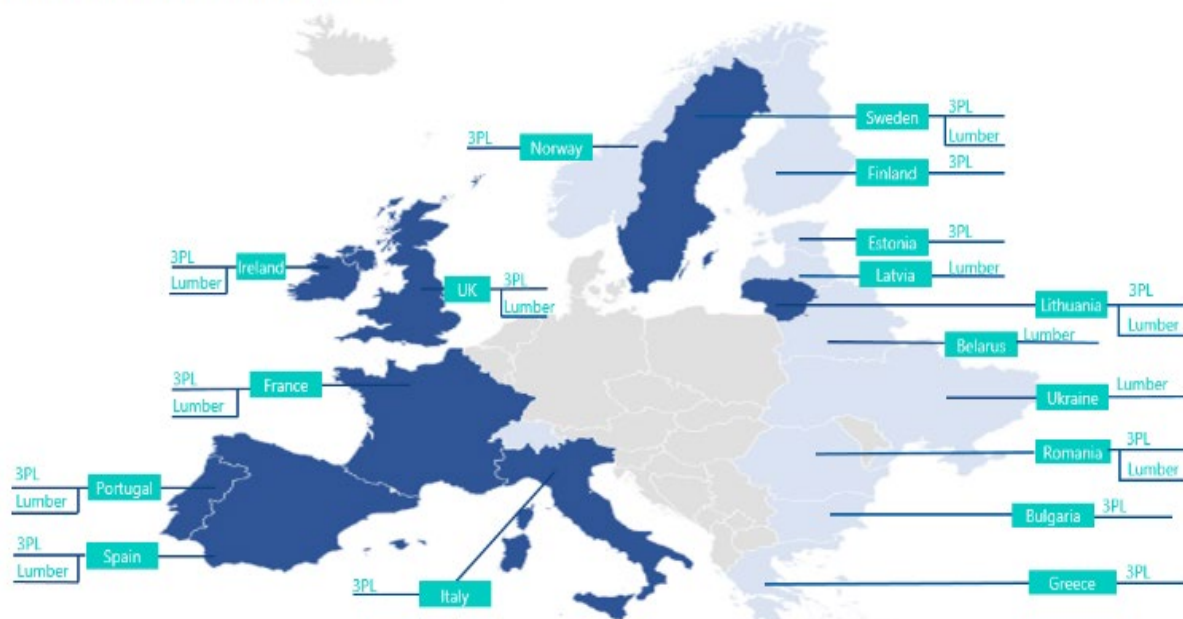 3PL
Sweden
Lumber
3PL
Norway
Finland
3PL
Estonia
3PL
3PL
Ireland
Lumber
Latvia
Lumber
UK
3PL
Lumber
Lithuania
3PL
Lumber
Belarus
Lumber
3PL
France
Lumber
Ukraine
Lumber
Romania
3PL
Lumber
3PL
Portugal
Lumber
Bulgaria
3PL
3PL
Spain
Lumber
3PL
Italy
Greece
3PL